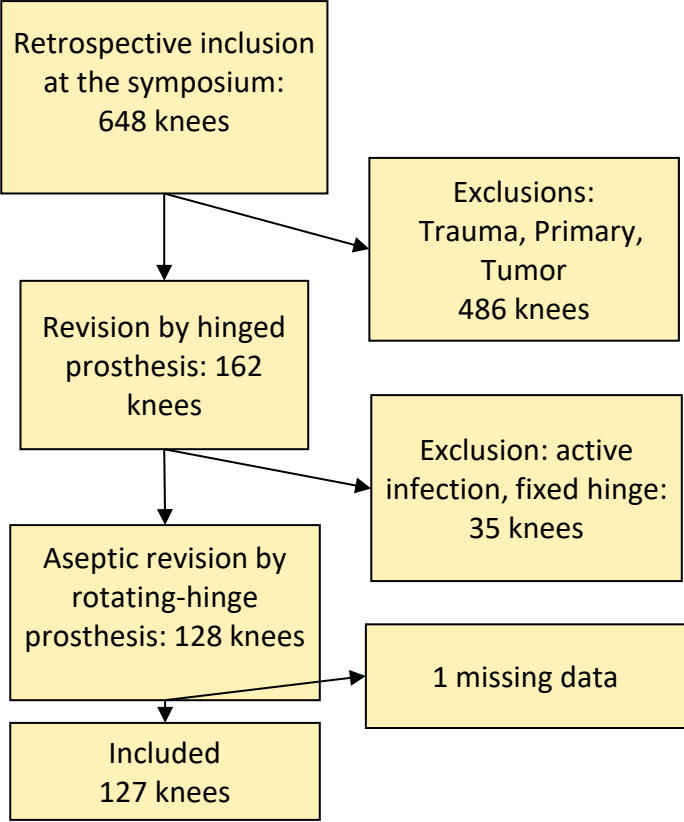 Retrospective inclusion
at the symposium:
648 knees
Exclusions:
Trauma, Primary,
Tumor
486 knees
Revision by hinged
prosthesis: 162
knees
Exclusion: active
infection, fixed hinge:
35 knees
Aseptic revision by
rotating-hinge
prosthesis: 128 knees
1 missing data
Included
127 knees